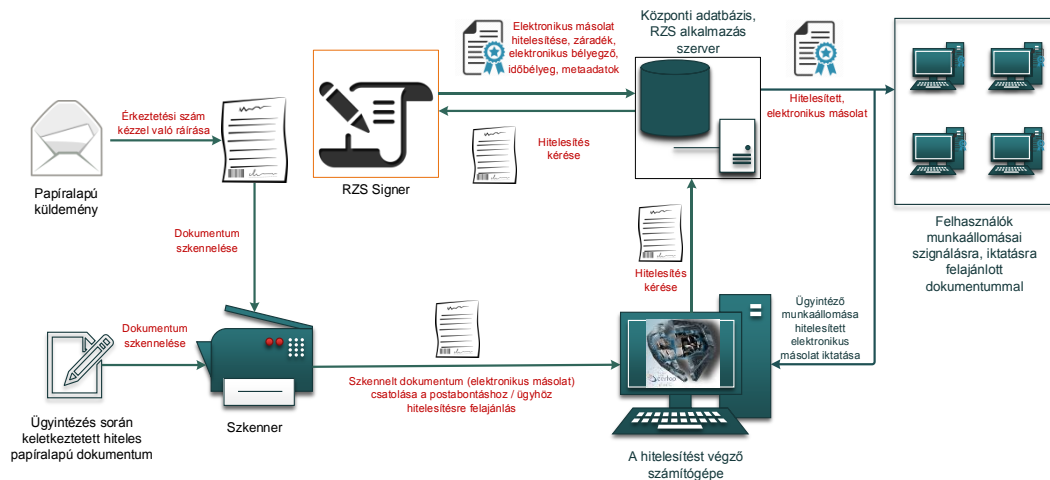 Elektronikus másolat
hitelesítése, záradék,
elektronikus bélyegző,
időbélyeg, metaadatok
Központi adatbázis,
RZS alkalmazás
szerver
Érkeztetési szám
kézzel való ráírása
Hitelesített,
elektronikus másolat
Hitelesítés
kérése
Papíralapú
küldemény
RZS Signer
Felhasználók
munkaállomásai
szignálásra, iktatásra
felajánlott
dokumentummal
Dokumentum
szkennelése
Hitelesítés
kérése
Ügyintéző
munkaállomása
hitelesített
elektronikus
másolat iktatása
Dokumentum
szkennelése
Szkennelt dokumentum (elektronikus másolat)
csatolása a postabontáshoz / ügyhöz
hitelesítésre felajánlás
Ügyintézés során
keletkeztetett hiteles
papíralapú dokumentum
Szkenner
A hitelesítést végző
számítógépe